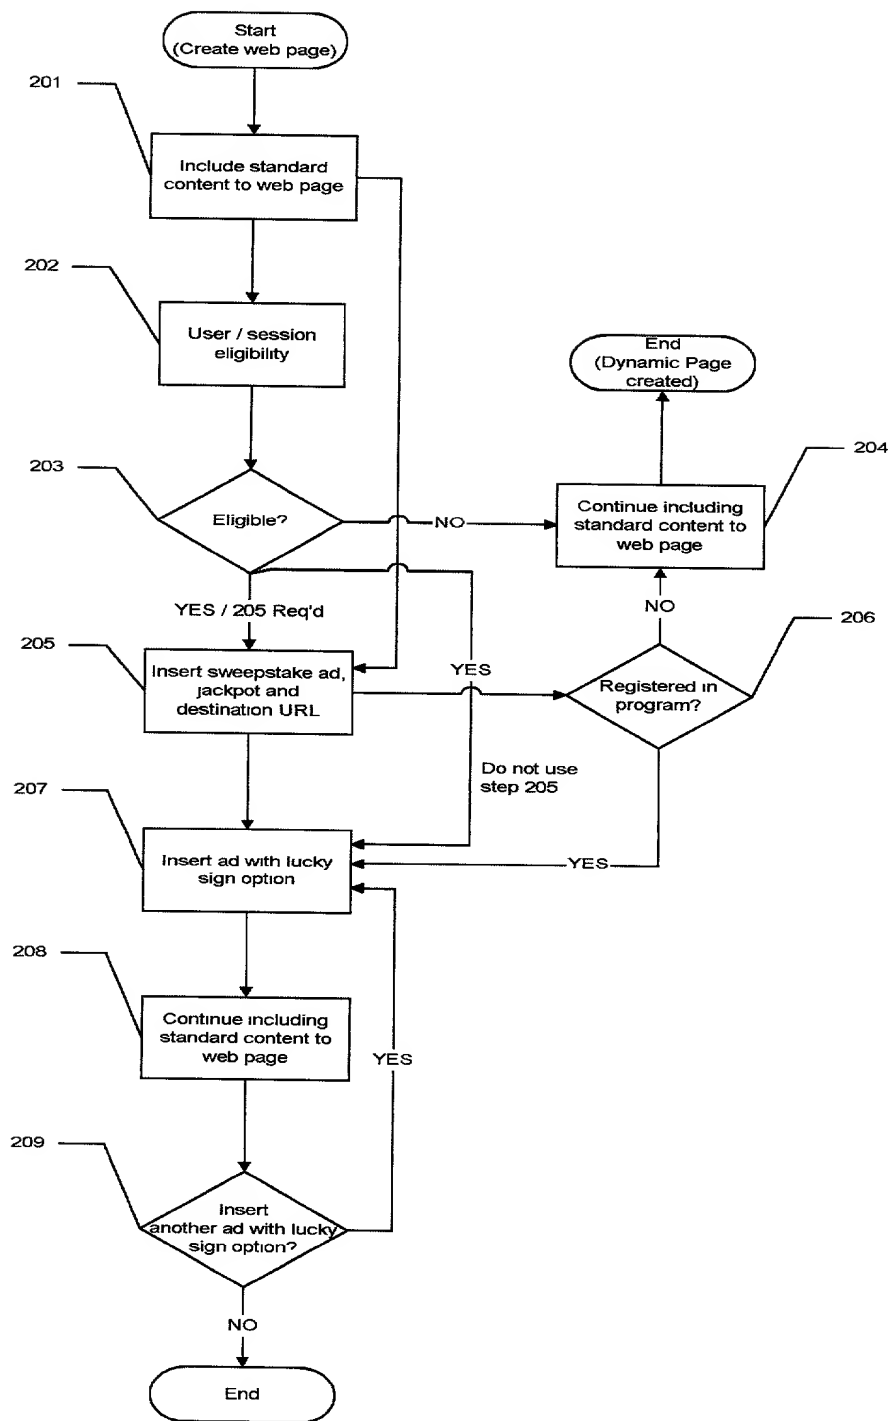 Start
(Create web page)
201
Include standard
content to web page
202
User / session
eligibility
End
(Dynamic Page
created)
203
204
Eligible?
NO
Continue including
standard content to
web page
YES / 205 Req'd
NO
205
206
Insert sweepstake ad,
jackpot and
destination URL
YES
Registered in
program?
Do not use
step 205
207
Insert ad with lucky
sign option
YES
208
Continue including
standard content to
web page
YES
209
Insert
another ad with lucky
sign option?
NO
End